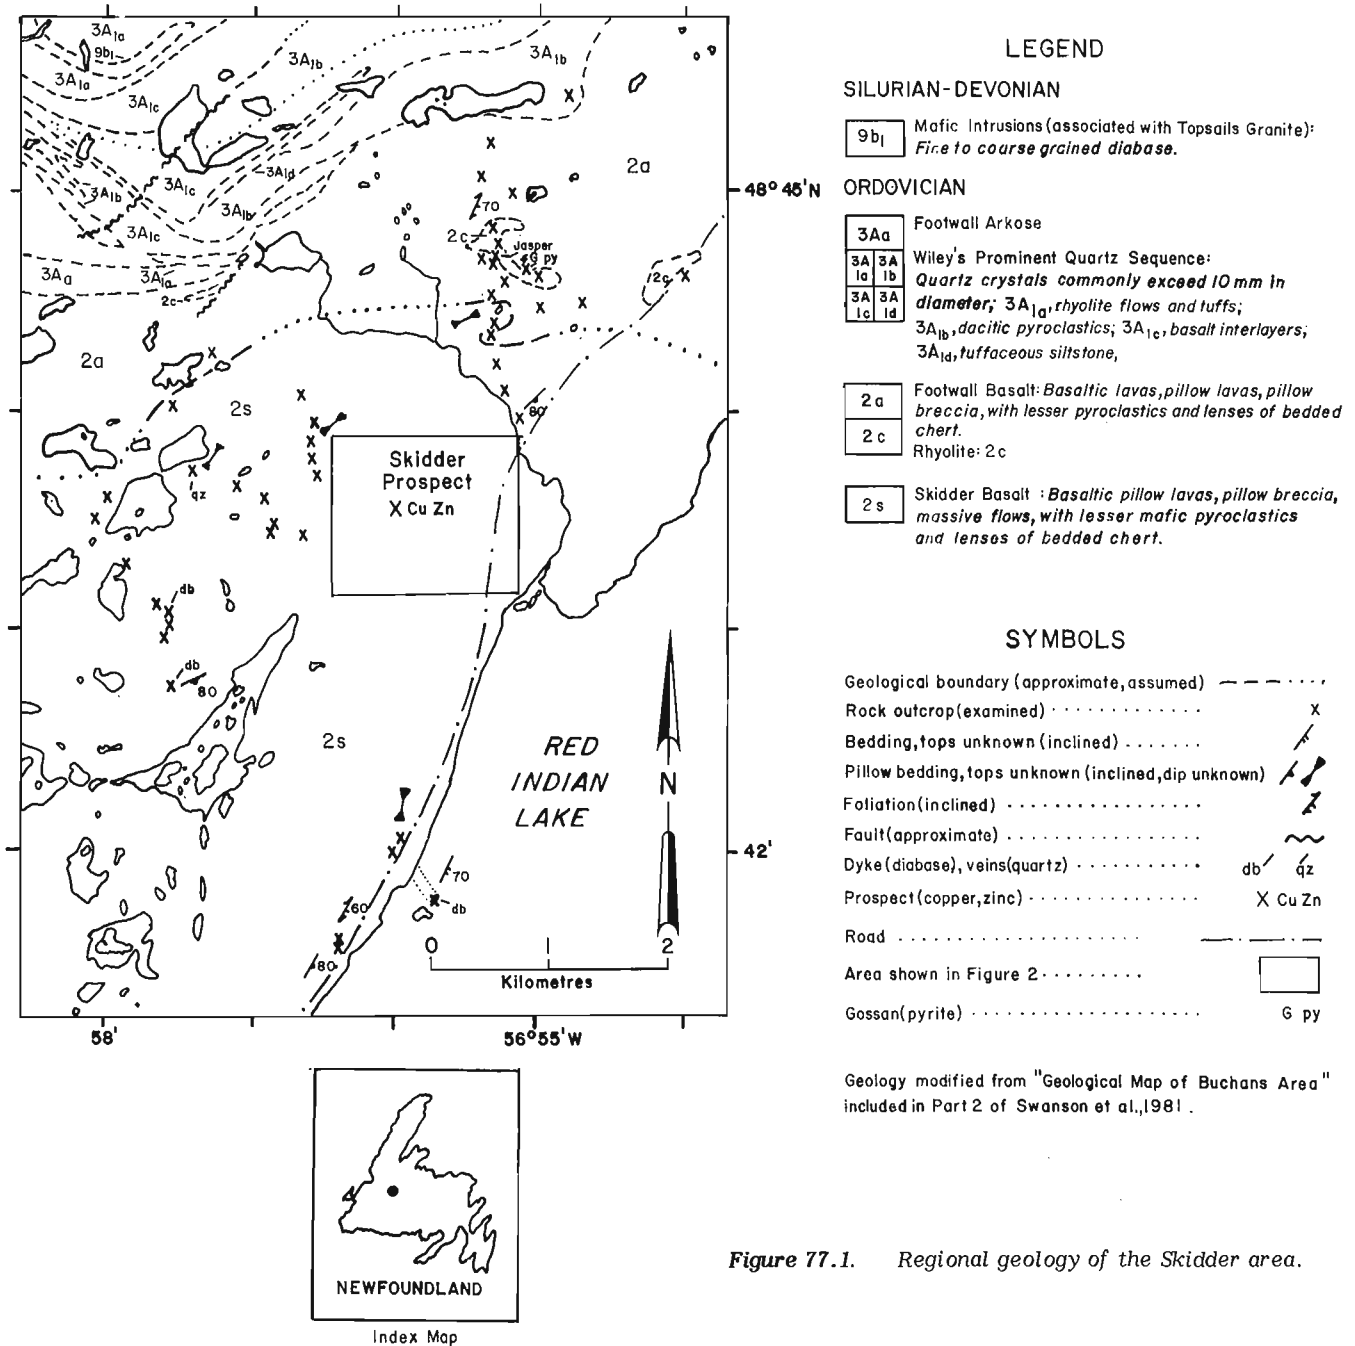 3A1a
9b1
3A1a
3A1b
3A1b
3A1c
2a
48° 45' N
3A1d
3A1c
3A1b
3A1b
70
3A1c
2c
Jasper
G py
3Aa
3A1a
2c
2c
2a
2s
80
Skidder
Prospect
X Cu Zn
qz
db
db
80
2s
RED
INDIAN
LAKE
N
42'
70
60
db
80
0 1 2
Kilometres
58'
56° 55' W
NEWFOUNDLAND
Index Map
LEGEND
SILURIAN-DEVONIAN
9b1 Mafic Intrusions (associated with Topsails Granite):
Fine to course grained diabase.
ORDOVICIAN
3Aa Footwall Arkose
3A 1a 3A 1b Wiley's Prominent Quartz Sequence:
Quartz crystals commonly exceed 10 mm in
3A 1c 3A 1d diameter; 3A1a, rhyolite flows and tuffs;
3A1b, dacitic pyroclastics; 3A1c, basalt interlayers;
3A1d, tuffaceous siltstone,
2a Footwall Basalt: Basaltic lavas, pillow lavas, pillow
breccia, with lesser pyroclastics and lenses of bedded
2c chert.
Rhyolite: 2c
2s Skidder Basalt : Basaltic pillow lavas, pillow breccia,
massive flows, with lesser mafic pyroclastics
and lenses of bedded chert.
SYMBOLS
Geological boundary (approximate, assumed)
Rock outcrop (examined) x
Bedding, tops unknown (inclined)
Pillow bedding, tops unknown (inclined, dip unknown)
Foliation (inclined)
Fault (approximate)
Dyke (diabase), veins (quartz) db qz
Prospect (copper, zinc) X Cu Zn
Road
Area shown in Figure 2
Gossan (pyrite) G py
Geology modified from "Geological Map of Buchans Area"
included in Part 2 of Swanson et al., 1981 .
Figure 77.1. Regional geology of the Skidder area.